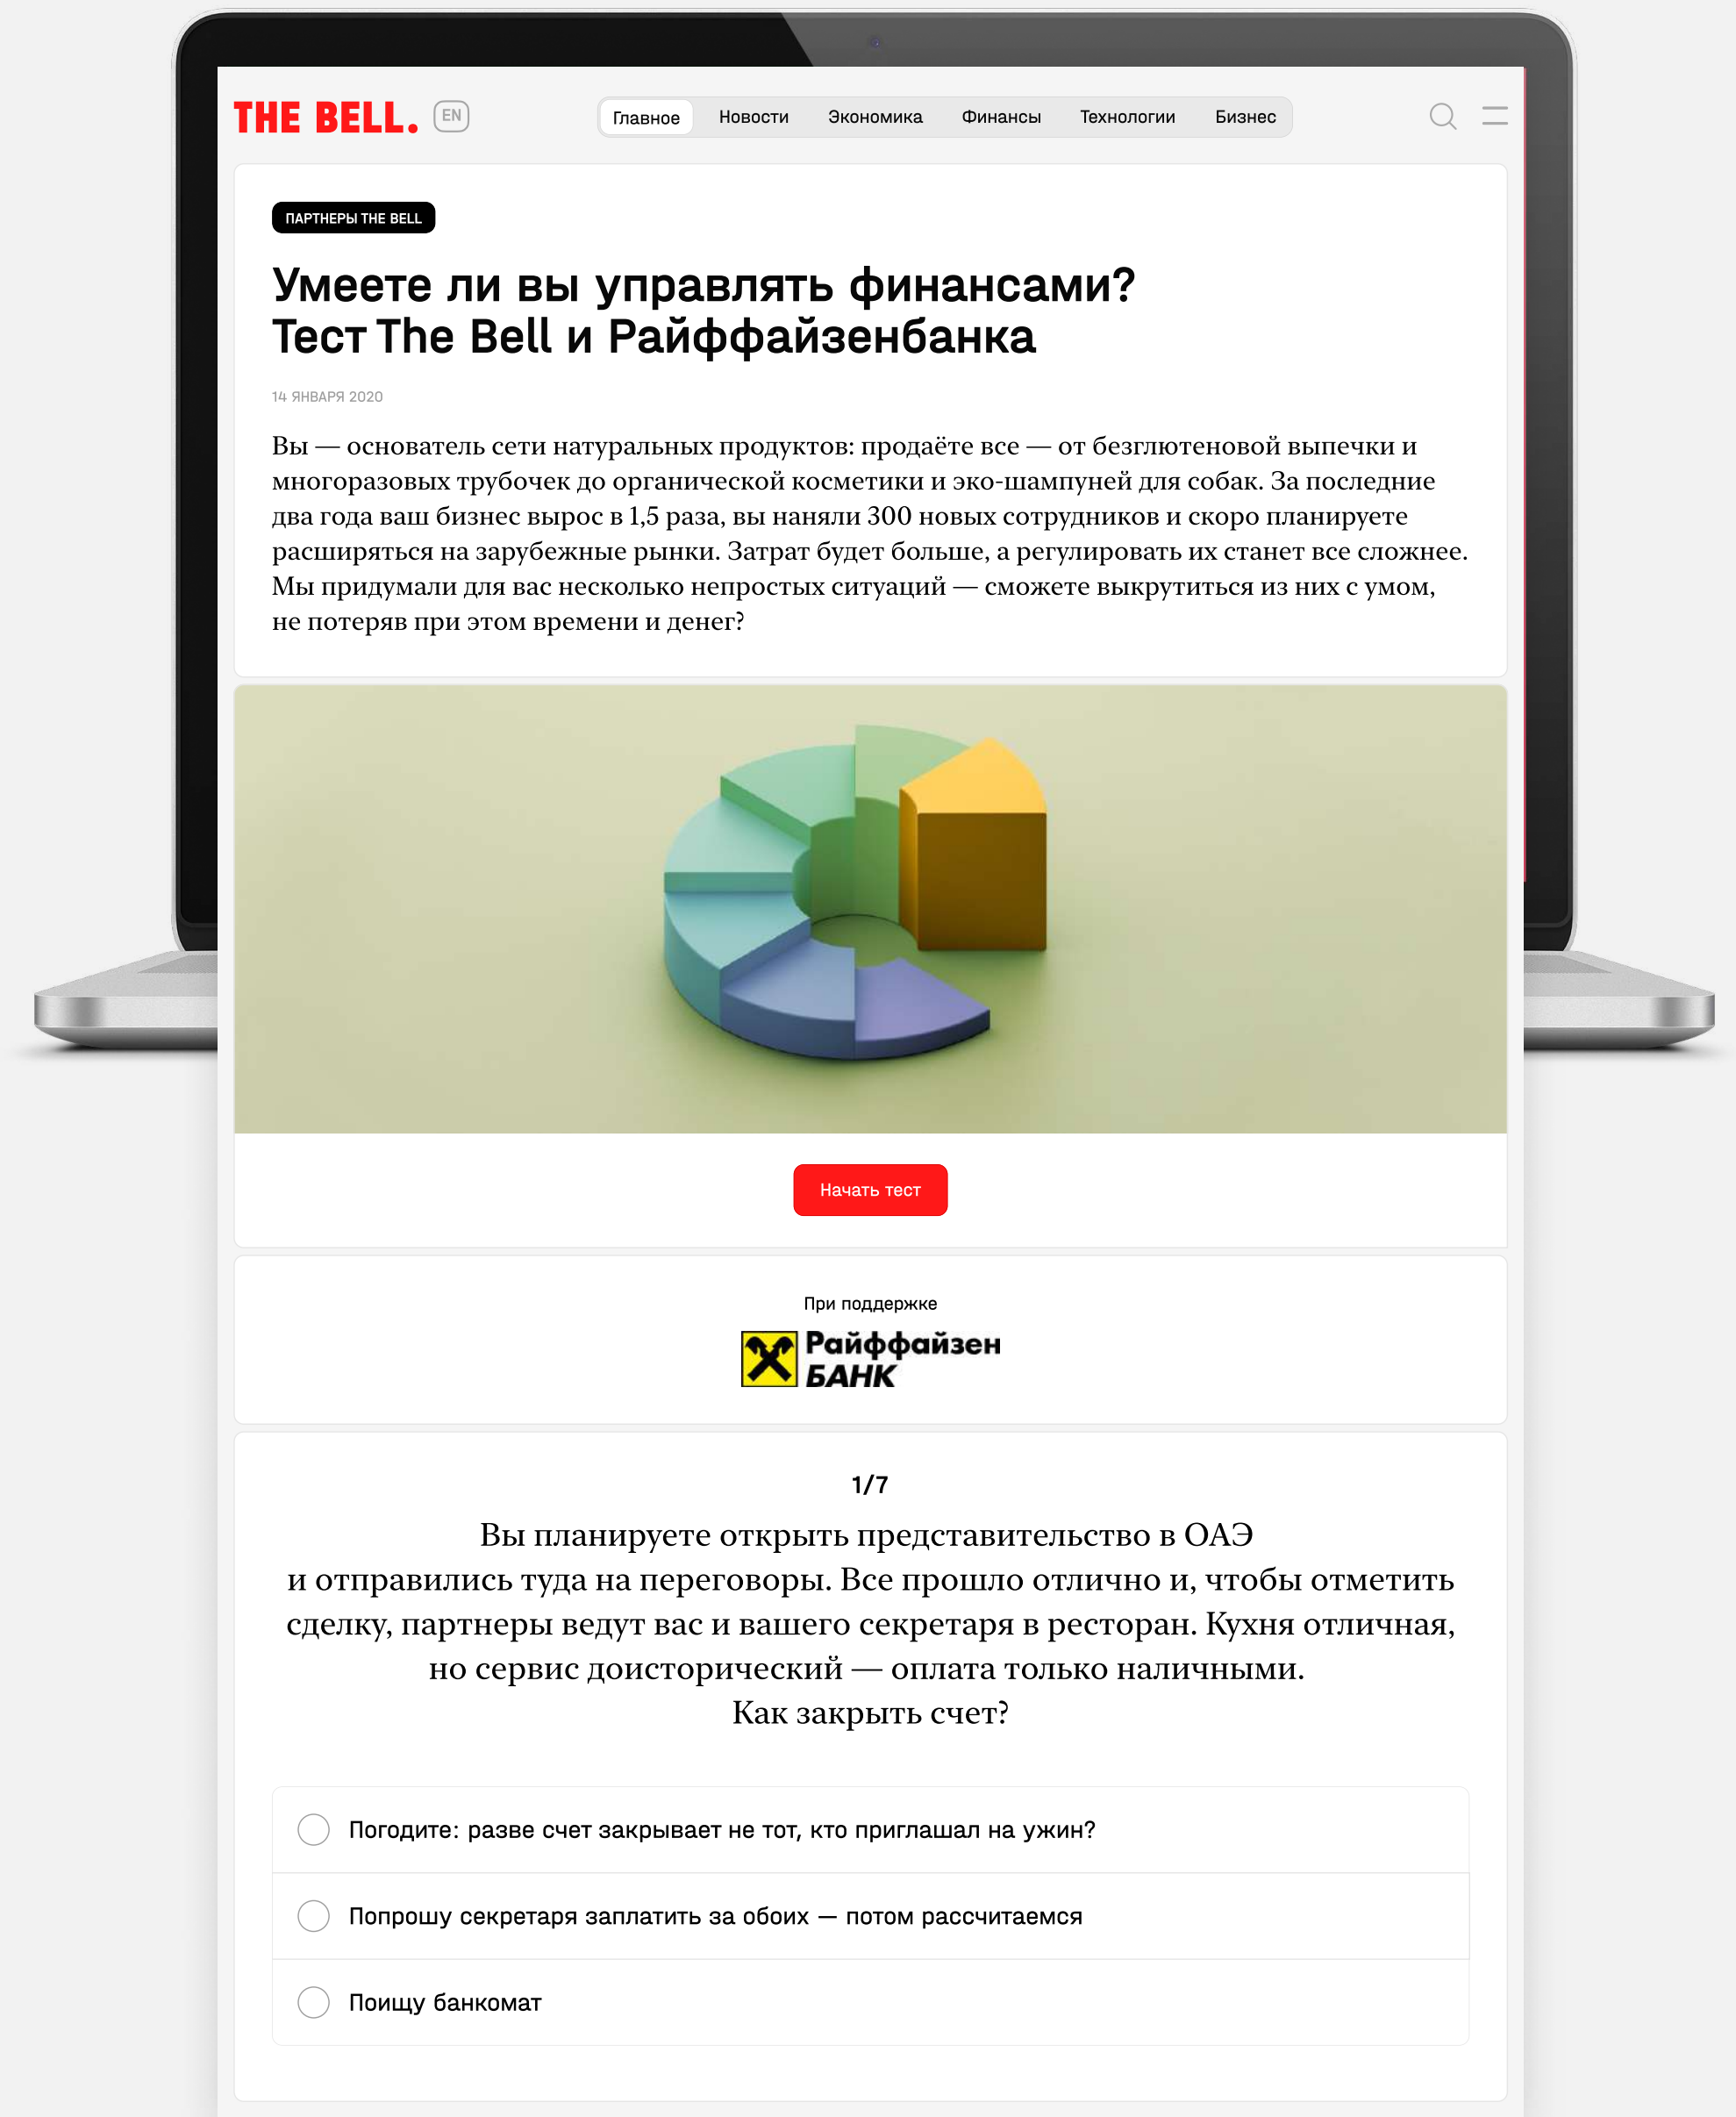 THE BELL.
EN
Главное
Новости
Экономика
Финансы
Технологии
Бизнес
ПАРТНЕРЫ THE BELL
Умеете ли вы управлять финансами?
Тест The Bell и Райффайзенбанка
14 ЯНВАРЯ 2020
Вы — основатель сети натуральных продуктов: продаёте все — от безглютеновой выпечки и
многоразовых трубочек до органической косметики и эко-шампуней для собак. За последние
два года ваш бизнес вырос в 1,5 раза, вы наняли 300 новых сотрудников и скоро планируете
расширяться на зарубежные рынки. Затрат будет больше, а регулировать их станет все сложнее.
Мы придумали для вас несколько непростых ситуаций — сможете выкрутиться из них с умом,
не потеряв при этом времени и денег?
Начать тест
При поддержке
Райффайзен
БАНК
1/7
Вы планируете открыть представительство в ОАЭ
и отправились туда на переговоры. Все прошло отлично и, чтобы отметить
сделку, партнеры ведут вас и вашего секретаря в ресторан. Кухня отличная,
но сервис доисторический — оплата только наличными.
Как закрыть счет?
Погодите: разве счет закрывает не тот, кто приглашал на ужин?
Попрошу секретаря заплатить за обоих — потом рассчитаемся
Поищу банкомат